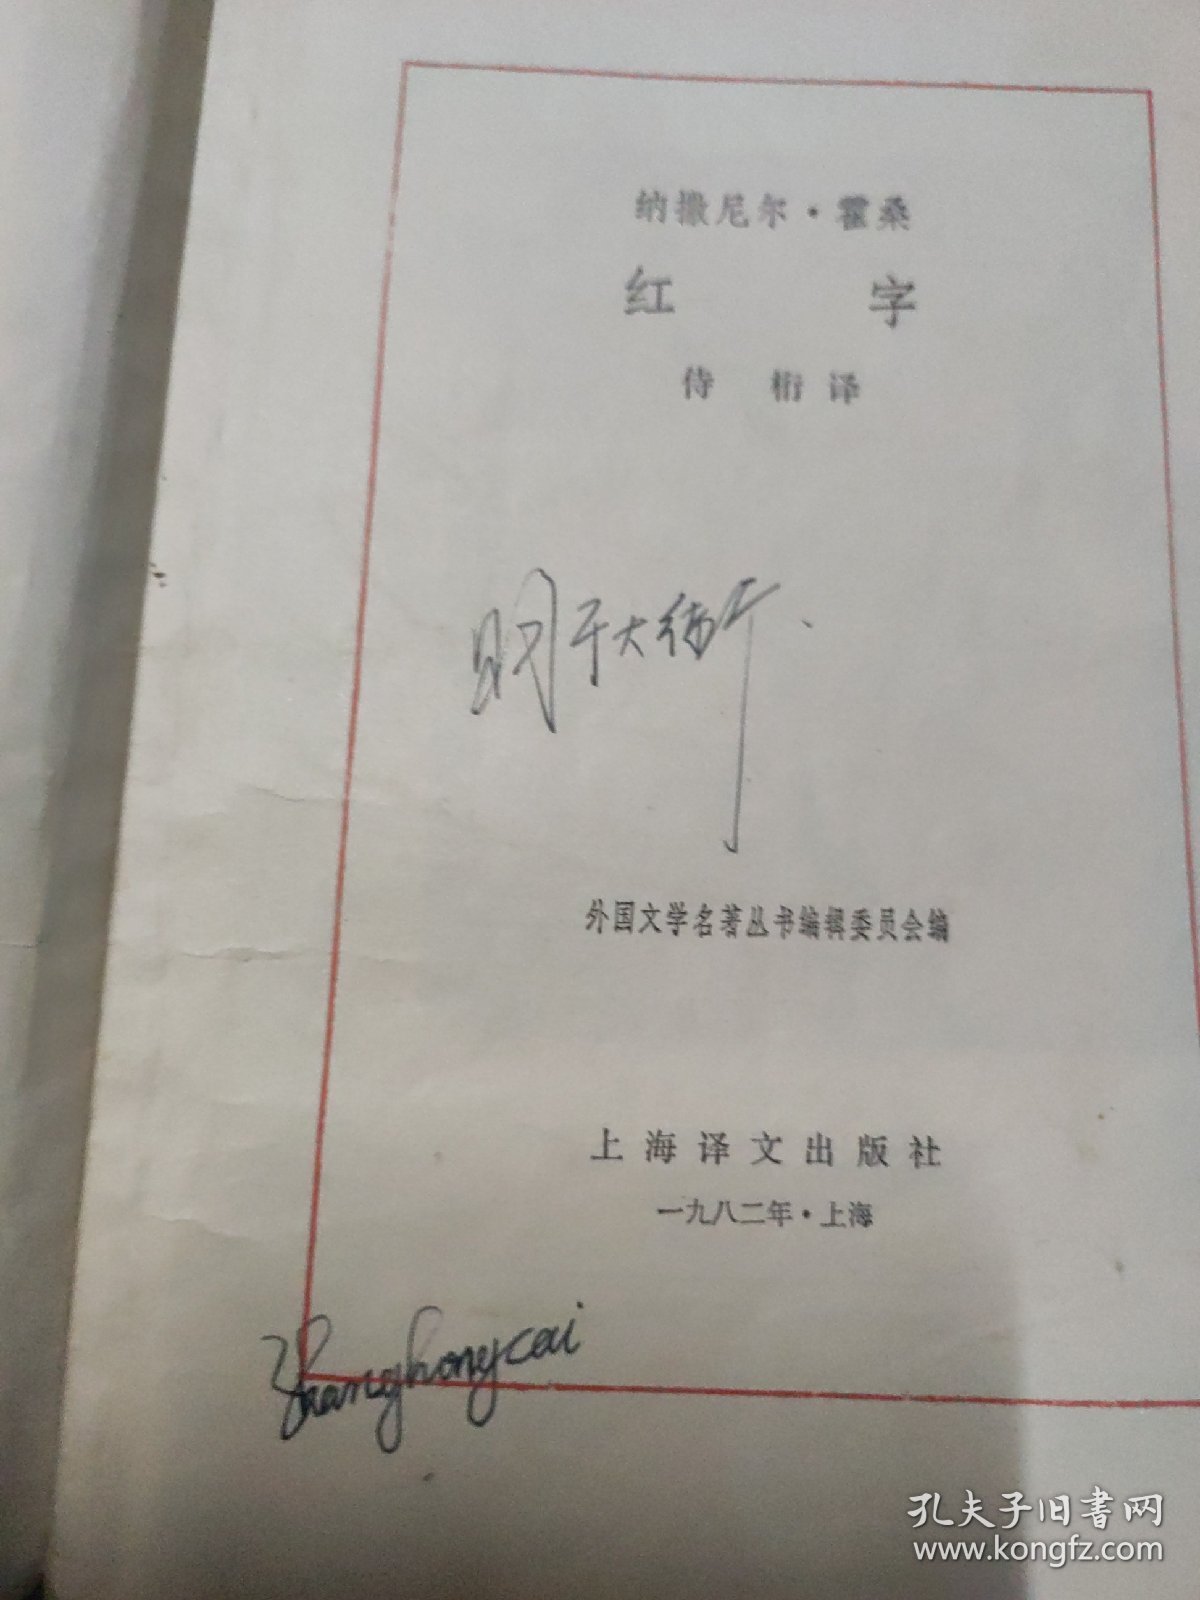 纳撒尼尔·霍桑
红 字
侍 桁 译
外国文学名著丛书编辑委员会编
上海译文出版社
一九八二年·上海
Zhanghongcai
孔夫子旧書网
www.kongfz.com